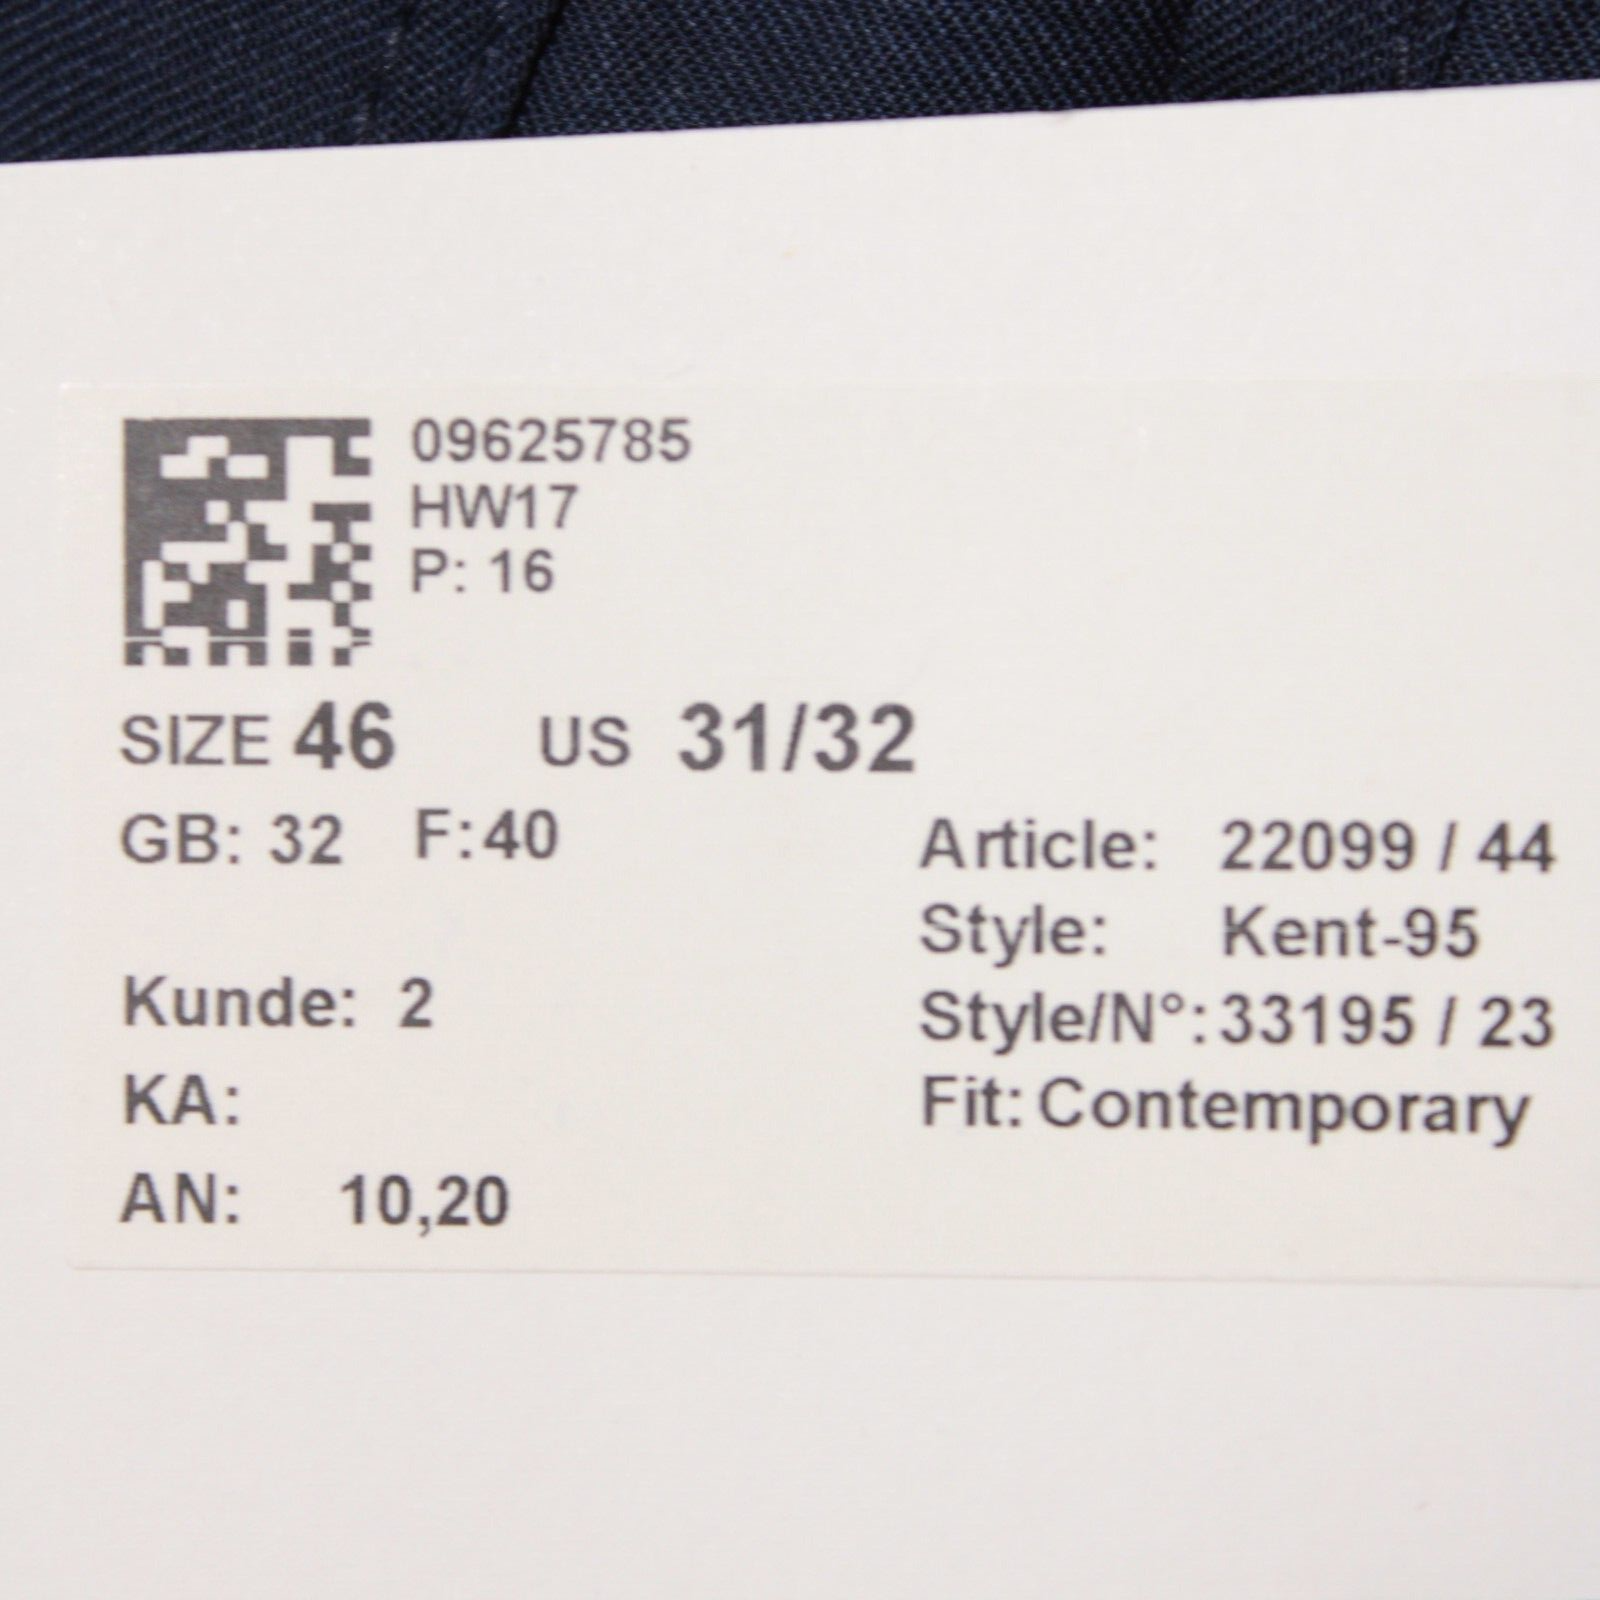 09625785
HW17
P: 16
SIZE 46 US 31/32
GB: 32 F:40
Article: 22099 / 44
Style: Kent-95
Style/N°:33195 / 23
Fit: Contemporary
Kunde: 2
KA:
AN: 10,20